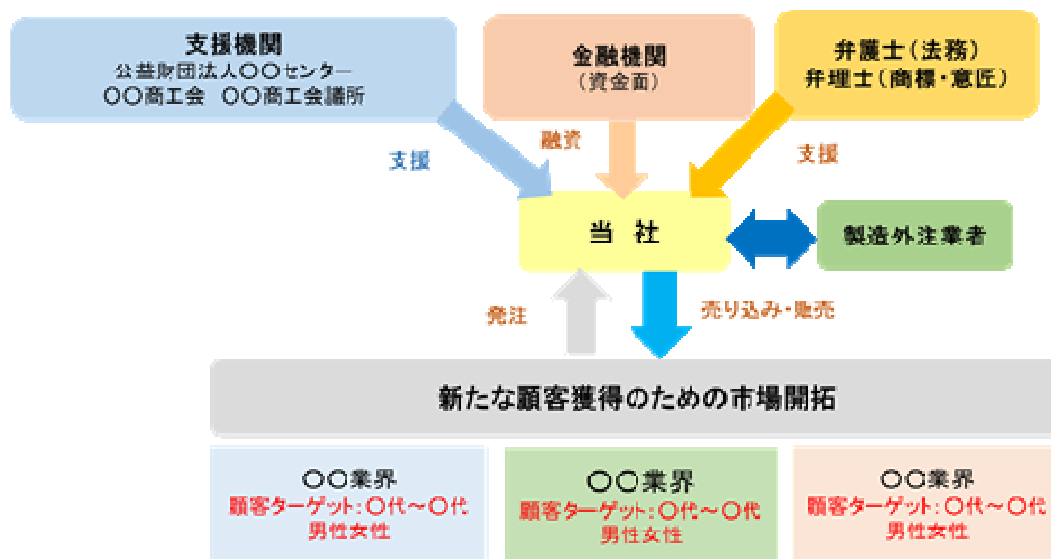 支援機関
公益財団法人〇〇センター
〇〇商工会 〇〇商工会議所
金融機関
(資金面)
弁護士(法務)
弁理士(商標・意匠)
支援
融資
支援
当 社
製造外注業者
発注
売り込み・販売
新たな顧客獲得のための市場開拓
〇〇業界
顧客ターゲット:〇代～〇代
男性女性
〇〇業界
顧客ターゲット:〇代～〇代
男性女性
〇〇業界
顧客ターゲット:〇代～〇代
男性女性